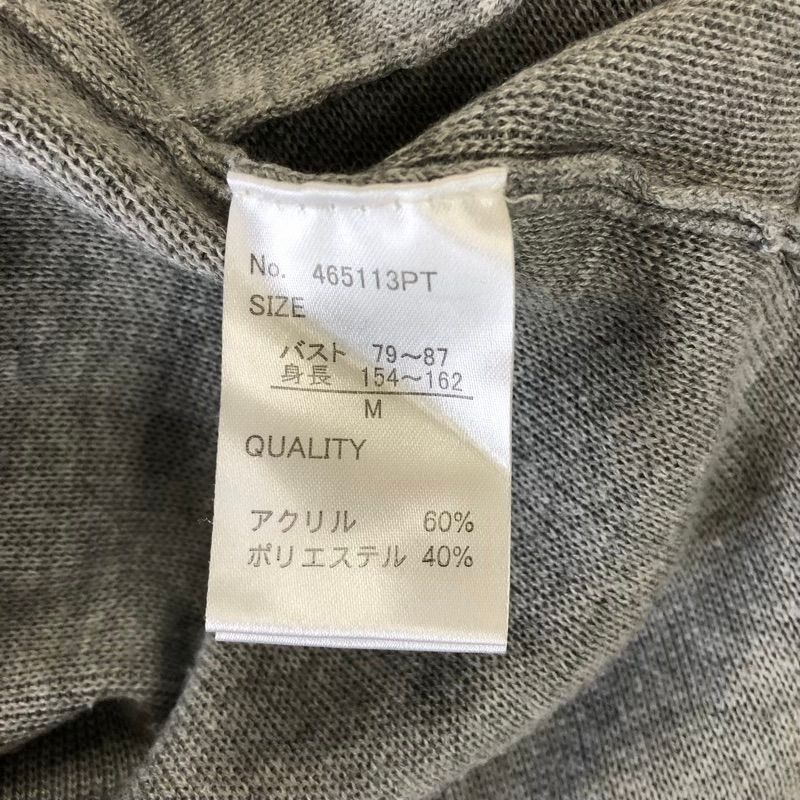 No. 465113PT
SIZE
バスト 79～87
身長 154～162
M
QUALITY
アクリル 60%
ポリエステル 40%